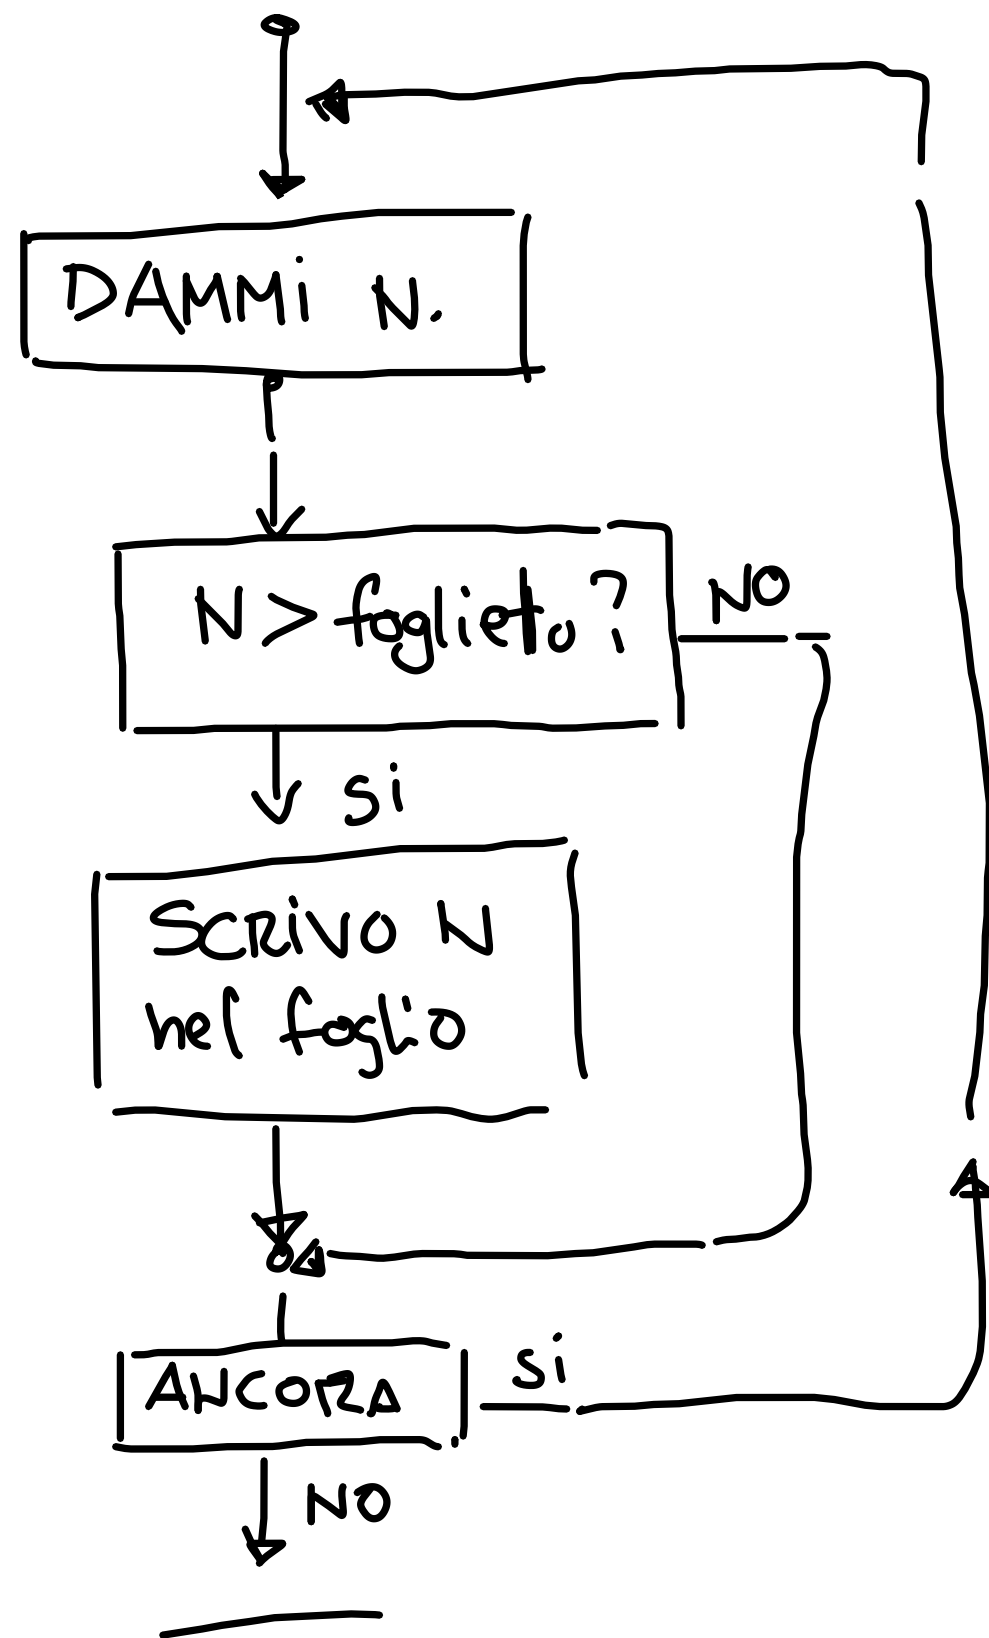 DAMMi N.
N > foglietto?
NO
si
SCRiVO N
nel foglio
ANCORA
si
NO